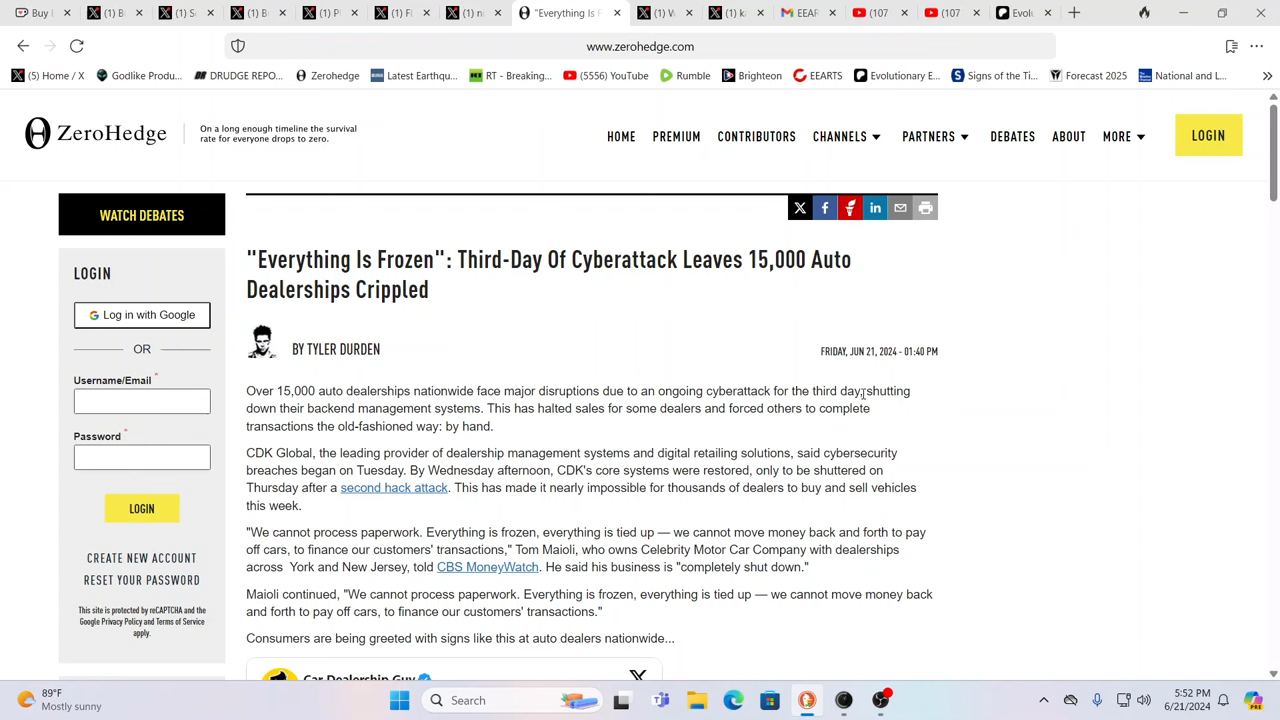 Buy I
"Everything Is F
EEAR
(107
(107
Evol
www.zerohedge.com
(5) Home / X
Godlike Produ...
DRUDGE REPO...
Zerohedge
Latest Earthqu...
RT - Breaking...
(5556) YouTube
Rumble
Brighteon
EEARTS
Evolutionary E...
Signs of the Ti...
Forecast 2025
National and L...
ZeroHedge
On a long enough timeline the survival
rate for everyone drops to zero.
HOME
PREMIUM
CONTRIBUTORS
CHANNELS
PARTNERS
DEBATES
ABOUT
MORE
LOGIN
WATCH DEBATES
LOGIN
Log in with Google
OR
Username/Email *
Password *
LOGIN
CREATE NEW ACCOUNT
RESET YOUR PASSWORD
This site is protected by reCAPTCHA and the
Google Privacy Policy and Terms of Service
apply.
"Everything Is Frozen": Third-Day Of Cyberattack Leaves 15,000 Auto
Dealerships Crippled
BY TYLER DURDEN
FRIDAY, JUN 21, 2024 - 01:40 PM
Over 15,000 auto dealerships nationwide face major disruptions due to an ongoing cyberattack for the third day, shutting
down their backend management systems. This has halted sales for some dealers and forced others to complete
transactions the old-fashioned way: by hand.
CDK Global, the leading provider of dealership management systems and digital retailing solutions, said cybersecurity
breaches began on Tuesday. By Wednesday afternoon, CDK's core systems were restored, only to be shuttered on
Thursday after a second hack attack. This has made it nearly impossible for thousands of dealers to buy and sell vehicles
this week.
"We cannot process paperwork. Everything is frozen, everything is tied up — we cannot move money back and forth to pay
off cars, to finance our customers' transactions," Tom Maioli, who owns Celebrity Motor Car Company with dealerships
across York and New Jersey, told CBS MoneyWatch. He said his business is "completely shut down."
Maioli continued, "We cannot process paperwork. Everything is frozen, everything is tied up — we cannot move money back
and forth to pay off cars, to finance our customers' transactions."
Consumers are being greeted with signs like this at auto dealers nationwide...
Car Dealership Guy
89°F
Mostly sunny
Search
5:52 PM
6/21/2024